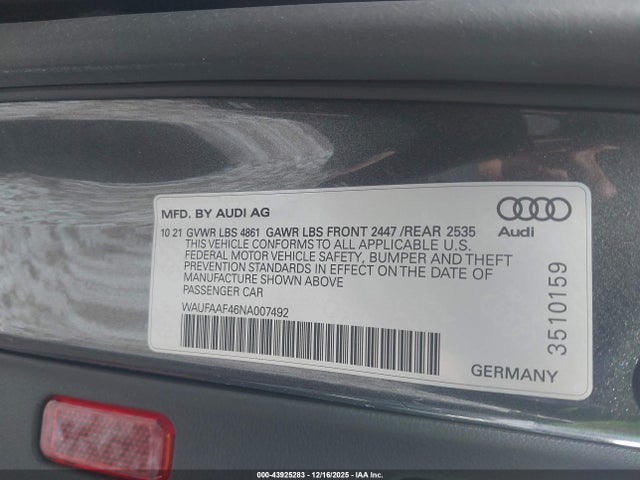 MFD. BY AUDI AG
Audi
10 21 GVWR LBS 4861 GAWR LBS FRONT 2447 /REAR 2535
THIS VEHICLE CONFORMS TO ALL APPLICABLE U.S.
FEDERAL MOTOR VEHICLE SAFETY, BUMPER AND THEFT
PREVENTION STANDARDS IN EFFECT ON THE DATE OF
MANUFACTURE SHOWN ABOVE
PASSENGER CAR
WAUFAAF46NA007492
3510159
GERMANY
000-43925283 - 12/16/2025 - IAA Inc.